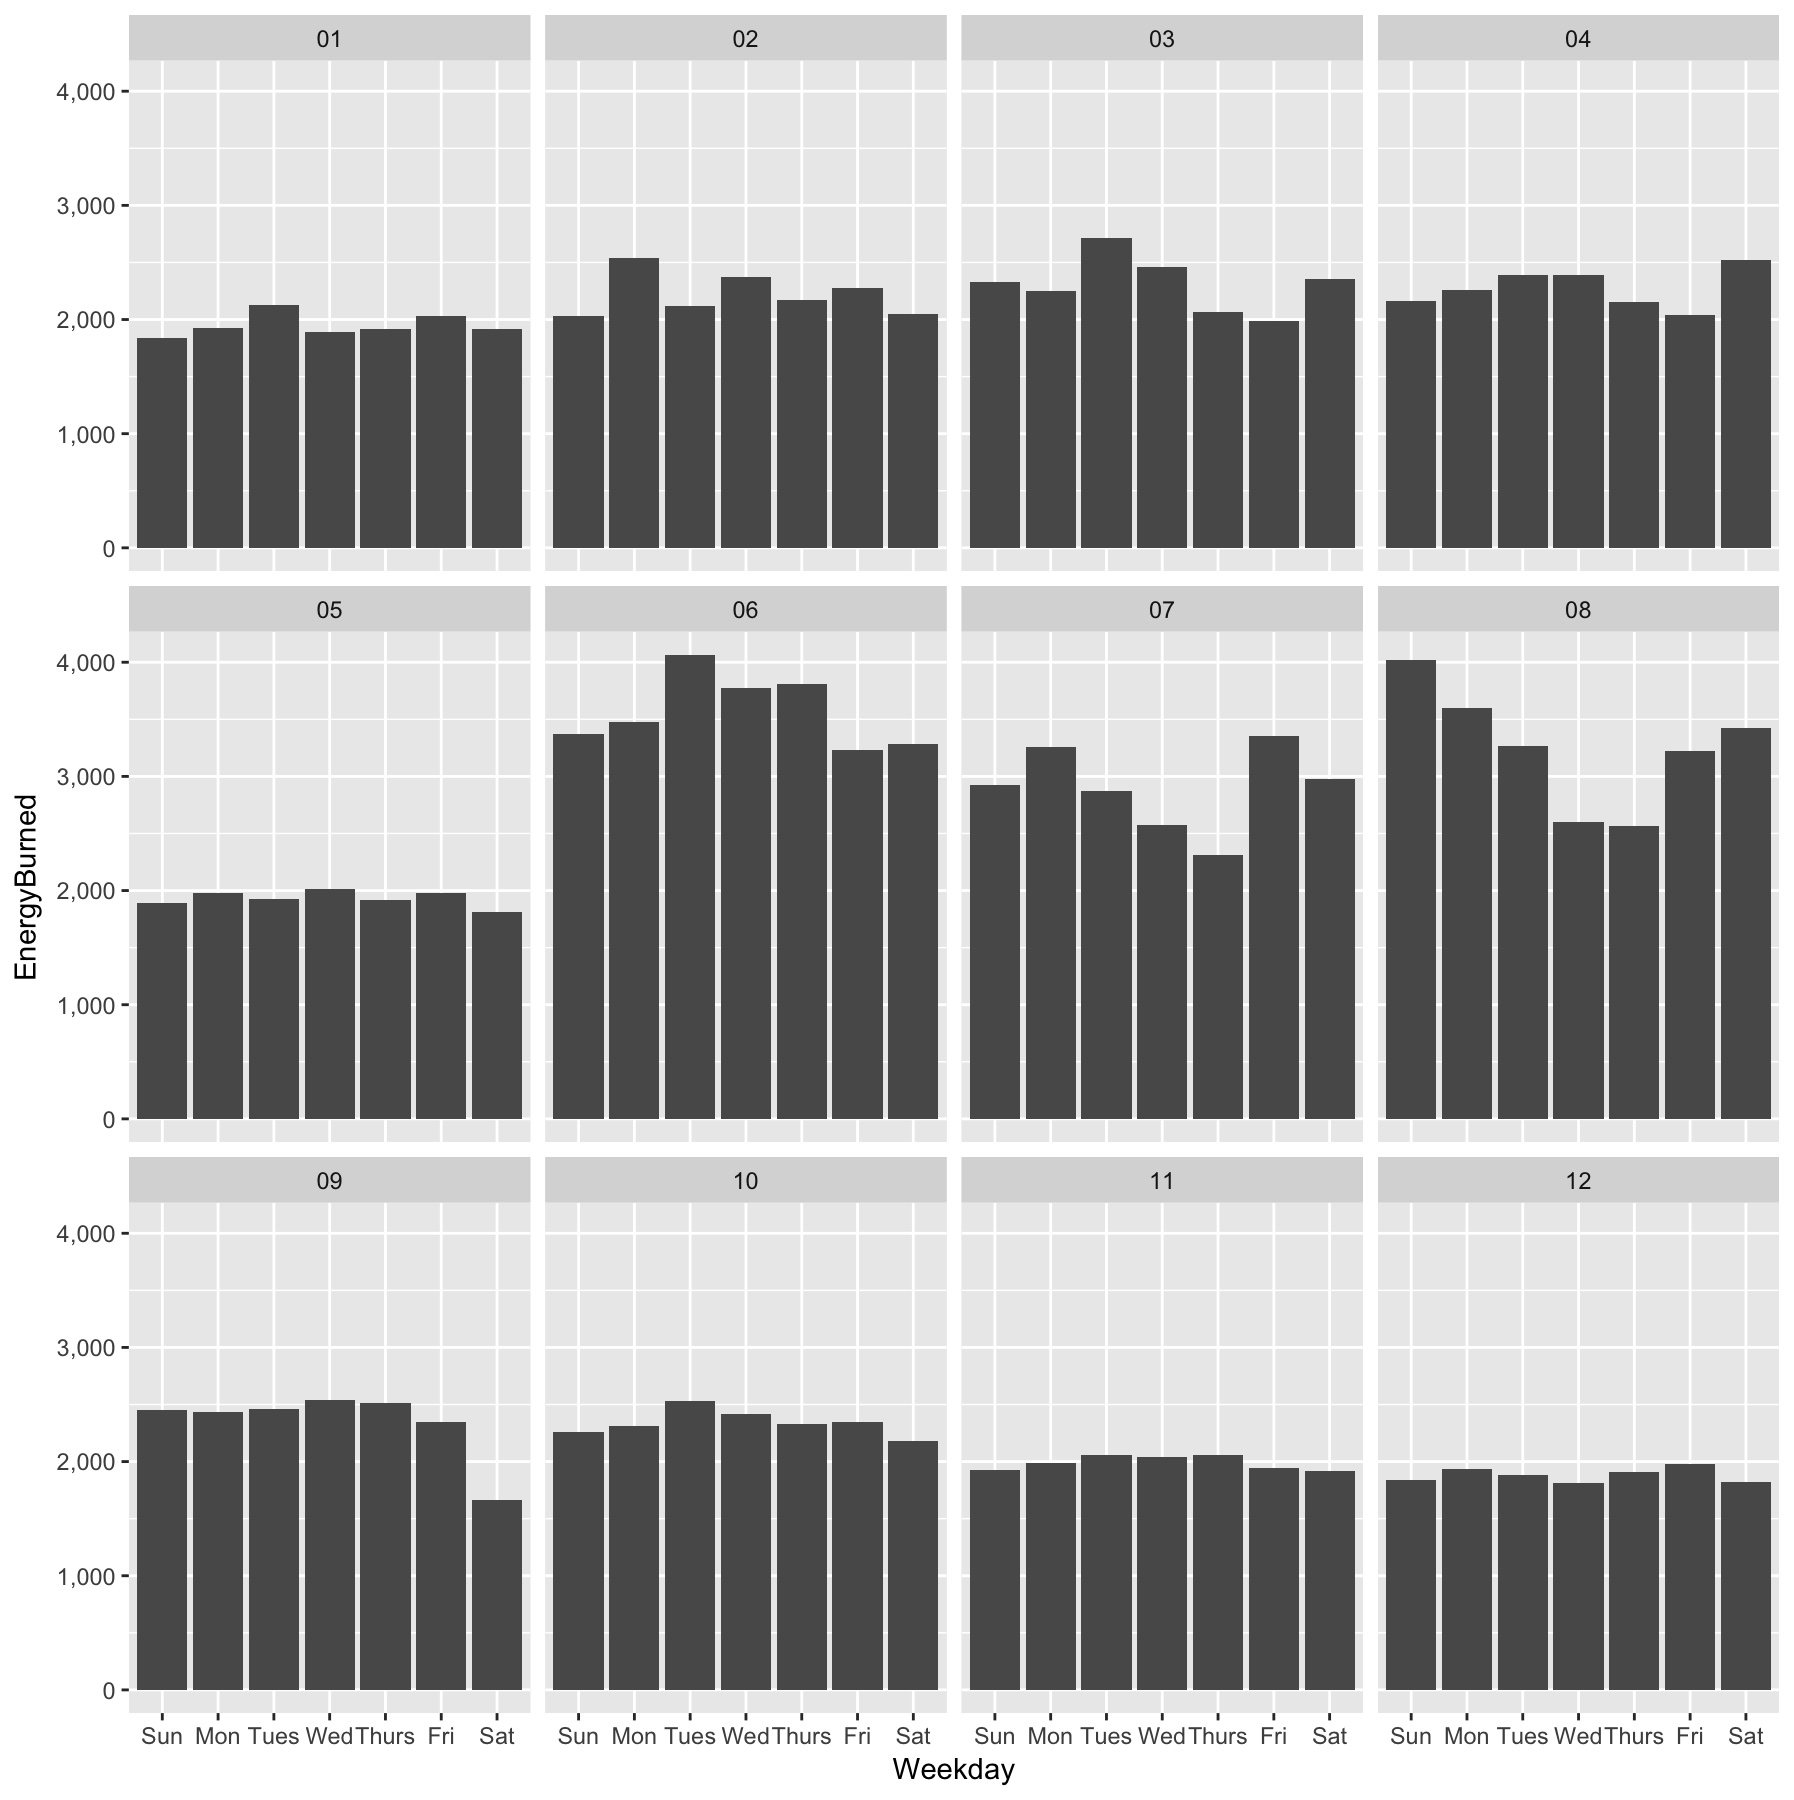 01 02 03 04
4,000
3,000
2,000
1,000
0
05 06 07 08
4,000
3,000
2,000
1,000
0
EnergyBurned
09 10 11 12
4,000
3,000
2,000
1,000
0
Sun Mon Tues Wed Thurs Fri Sat Sun Mon Tues Wed Thurs Fri Sat Sun Mon Tues Wed Thurs Fri Sat Sun Mon Tues Wed Thurs Fri Sat
Weekday